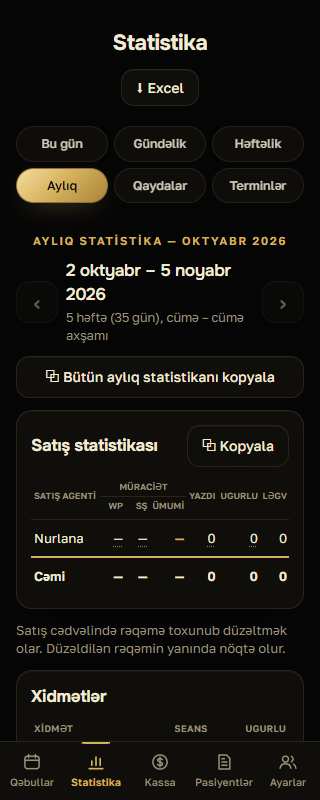 Statistika
⭳ Excel
Bu gün Gündəlik Həftəlik
Aylıq Qaydalar Terminlər
AYLIQ STATİSTİKA — OKTYABR 2026
2 oktyabr – 5 noyabr
2026
5 həftə (35 gün), cümə – cümə
axşamı
‹ ›
Bütün aylıq statistikanı kopyala
Satış statistikası Kopyala
MÜRACİƏT
SATIŞ AGENTİ YAZDI UGURLU LƏGV
WP SŞ ÜMUMİ
Nurlana — — — 0 0 0
Cəmi — — — 0 0 0
Satış cədvəlində rəqəmə toxunub düzəltmək
olar. Düzəldilən rəqəmin yanında nöqtə olur.
Xidmətlər
XİDMƏT SEANS UGURLU
Qəbullar Statistika Kassa Pasiyentlər Ayarlar